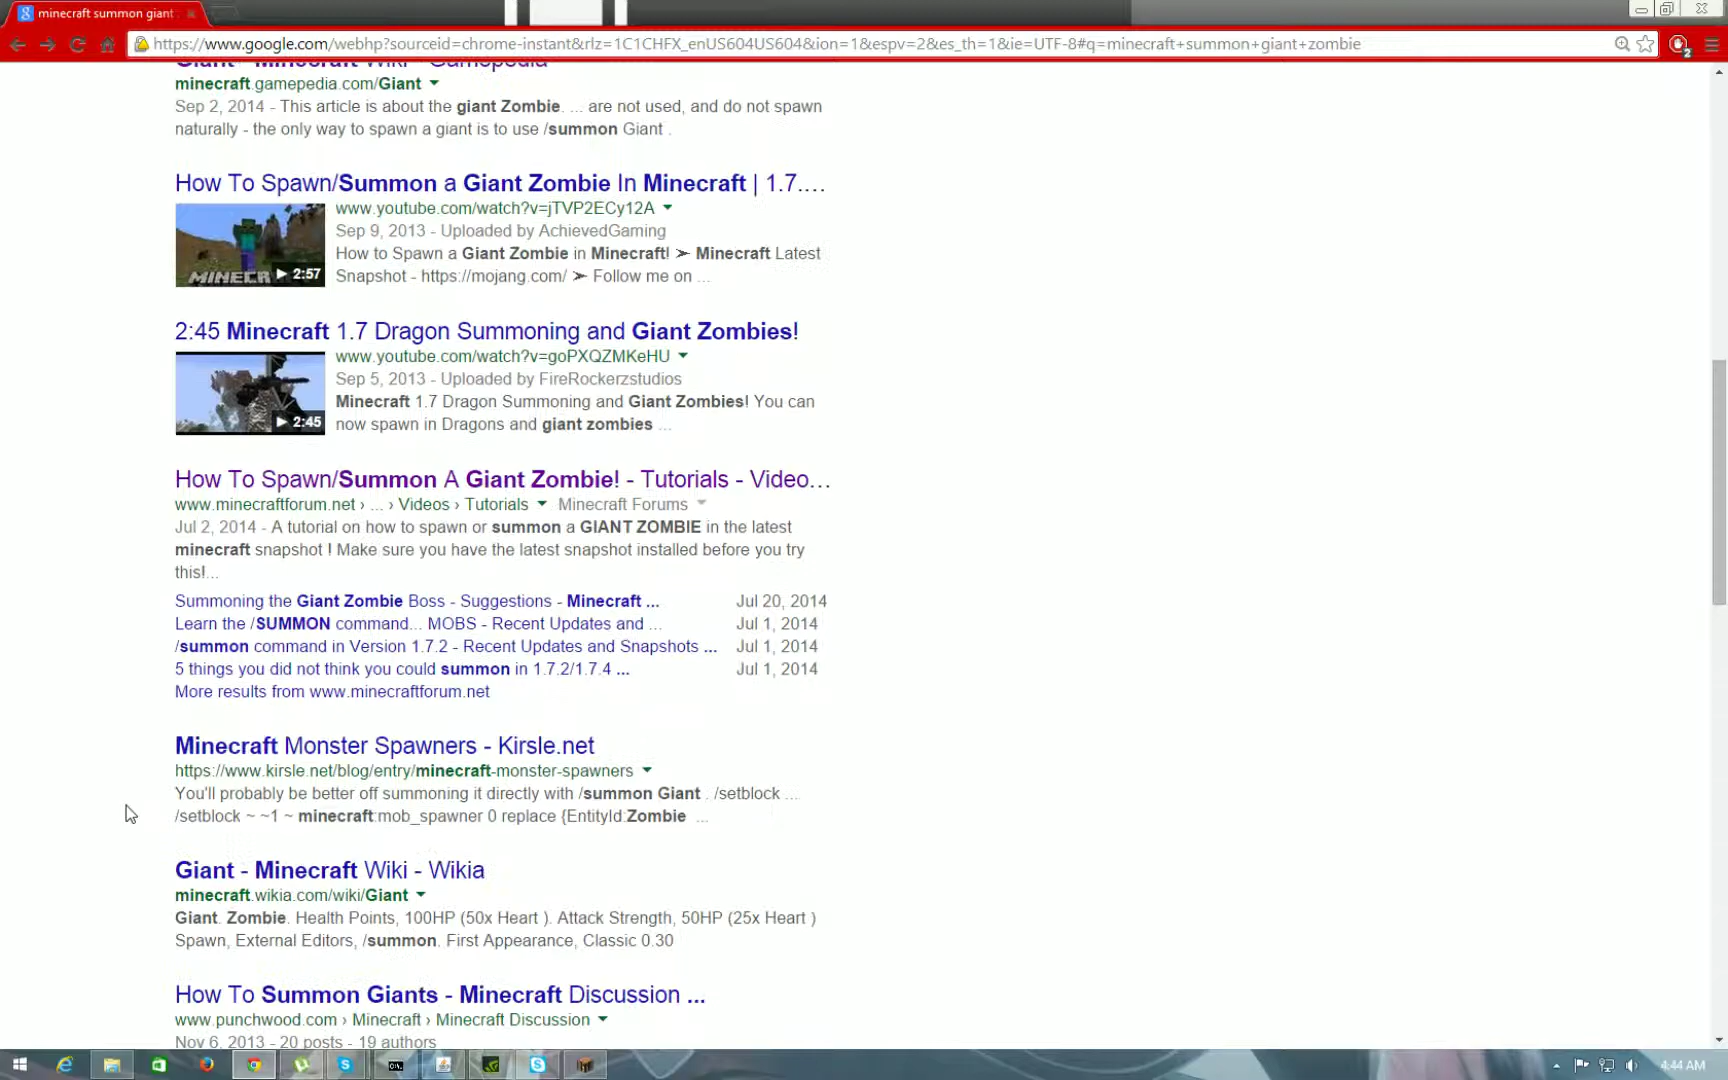 minecraft summon giant
https://www.google.com/webhp?sourceid=chrome-instant&rlz=1C1CHFX_enUS604US604&ion=1&espv=2&es_th=1&ie=UTF-8#q=minecraft+summon+giant+zombie
2
Giant - Minecraft Wiki - Gamepedia
minecraft.gamepedia.com/Giant
Sep 2, 2014 - This article is about the giant Zombie. ... are not used, and do not spawn
naturally - the only way to spawn a giant is to use /summon Giant .
How To Spawn/Summon a Giant Zombie In Minecraft | 1.7....
www.youtube.com/watch?v=jTVP2ECy12A
Sep 9, 2013 - Uploaded by AchievedGaming
How to Spawn a Giant Zombie in Minecraft! ➤ Minecraft Latest
Snapshot - https://mojang.com/ ➤ Follow me on ...
MINECR
2:57
2:45 Minecraft 1.7 Dragon Summoning and Giant Zombies!
www.youtube.com/watch?v=goPXQZMKeHU
Sep 5, 2013 - Uploaded by FireRockerzstudios
Minecraft 1.7 Dragon Summoning and Giant Zombies! You can
now spawn in Dragons and giant zombies ...
2:45
How To Spawn/Summon A Giant Zombie! - Tutorials - Video...
www.minecraftforum.net › ... › Videos › Tutorials Minecraft Forums
Jul 2, 2014 - A tutorial on how to spawn or summon a GIANT ZOMBIE in the latest
minecraft snapshot ! Make sure you have the latest snapshot installed before you try
this!...
Summoning the Giant Zombie Boss - Suggestions - Minecraft ... Jul 20, 2014
Learn the /SUMMON command... MOBS - Recent Updates and ... Jul 1, 2014
/summon command in Version 1.7.2 - Recent Updates and Snapshots ... Jul 1, 2014
5 things you did not think you could summon in 1.7.2/1.7.4 ... Jul 1, 2014
More results from www.minecraftforum.net
Minecraft Monster Spawners - Kirsle.net
https://www.kirsle.net/blog/entry/minecraft-monster-spawners
You'll probably be better off summoning it directly with /summon Giant . /setblock ...
/setblock ~ ~1 ~ minecraft:mob_spawner 0 replace {EntityId:Zombie ...
Giant - Minecraft Wiki - Wikia
minecraft.wikia.com/wiki/Giant
Giant. Zombie. Health Points, 100HP (50x Heart ). Attack Strength, 50HP (25x Heart )
Spawn, External Editors, /summon. First Appearance, Classic 0.30
How To Summon Giants - Minecraft Discussion ...
www.punchwood.com › Minecraft › Minecraft Discussion
Nov 6, 2013 - 20 posts - 19 authors
4:44 AM